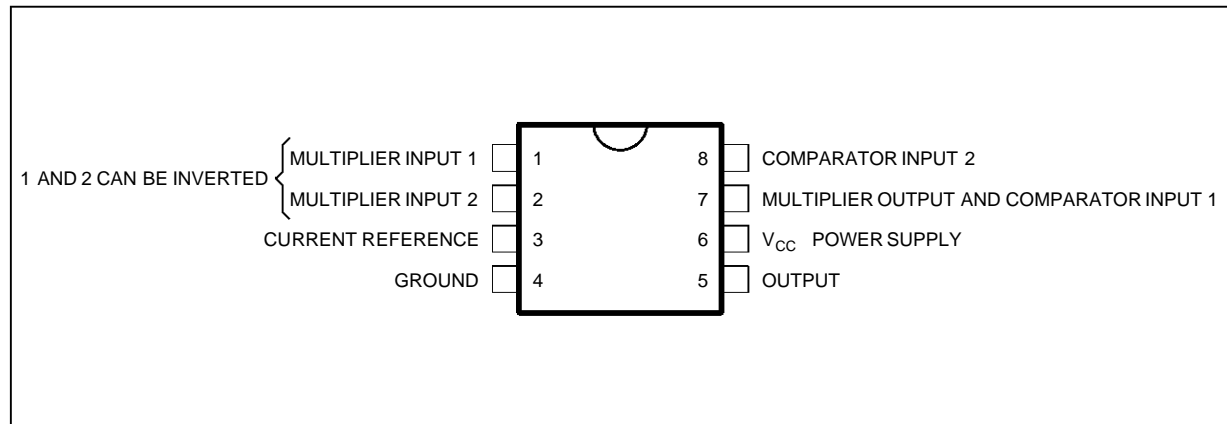 1 AND 2 CAN BE INVERTED
MULTIPLIER INPUT 1
MULTIPLIER INPUT 2
CURRENT REFERENCE
GROUND
1
2
3
4
8
7
6
5
COMPARATOR INPUT 2
MULTIPLIER OUTPUT AND COMPARATOR INPUT 1
VCC POWER SUPPLY
OUTPUT